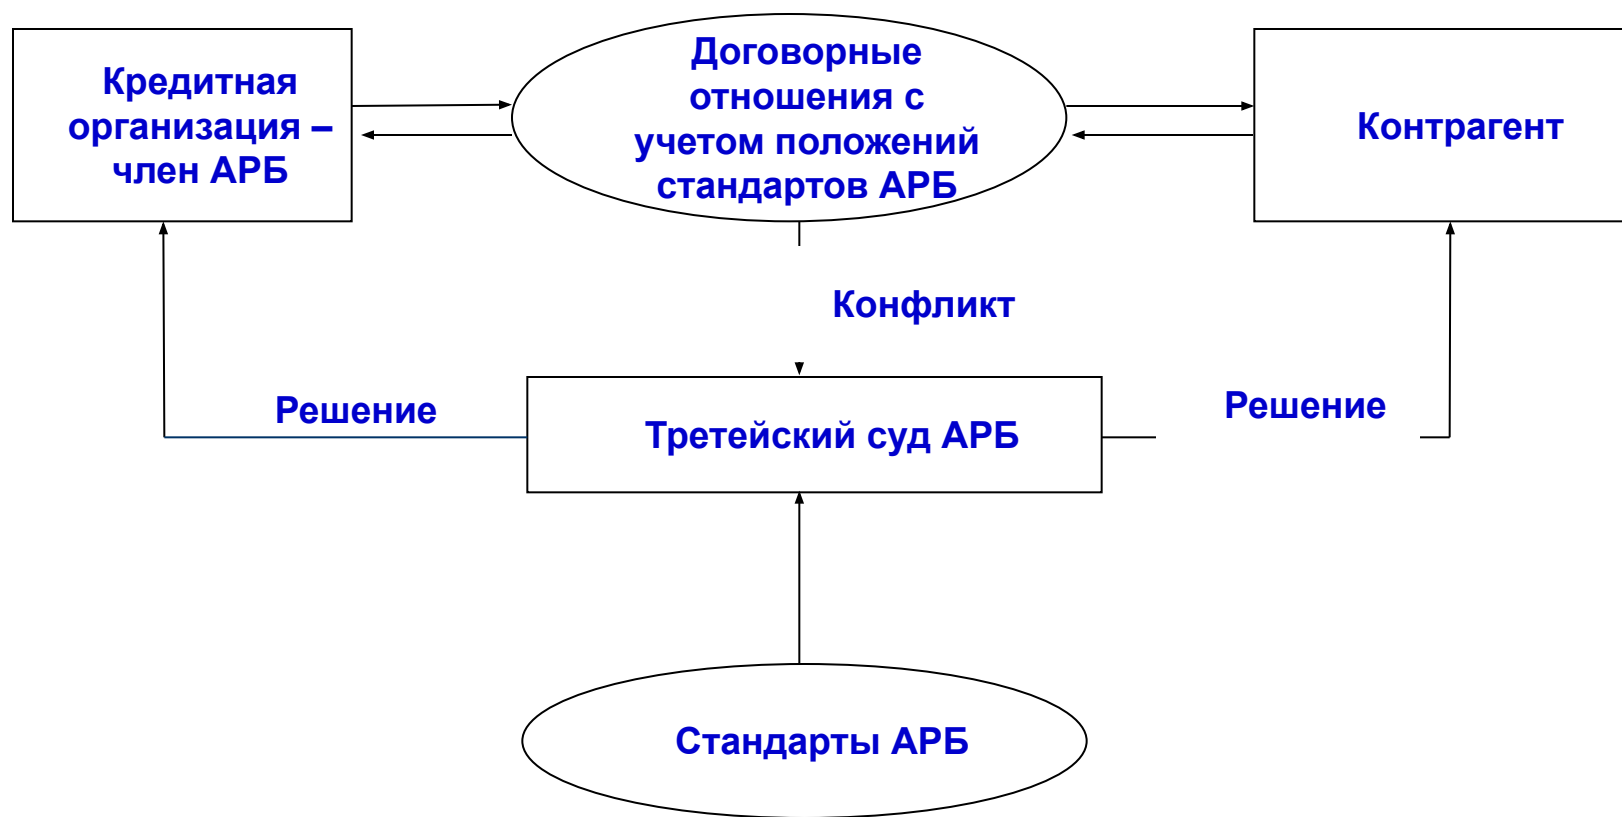 Кредитная
организация –
член АРБ
Договорные
отношения с
учетом положений
стандартов АРБ
Контрагент
Конфликт
Решение
Решение
Третейский суд АРБ
Стандарты АРБ